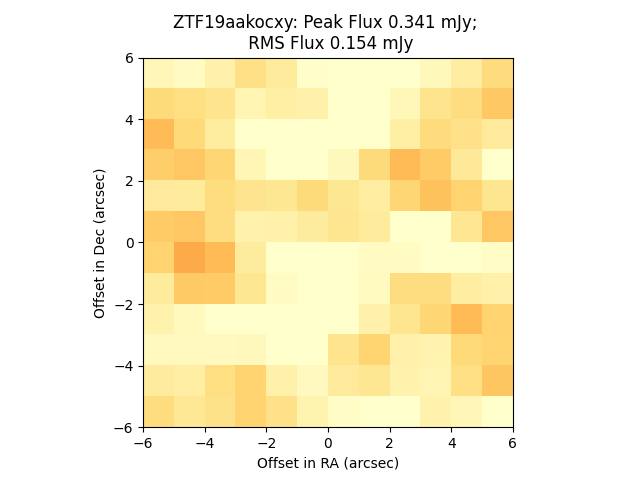 ZTF19aakocxy: Peak Flux 0.341 mJy;
RMS Flux 0.154 mJy
6
4
2
0
−2
−4
−6
Offset in Dec (arcsec)
−6 −4 −2 0 2 4 6
Offset in RA (arcsec)